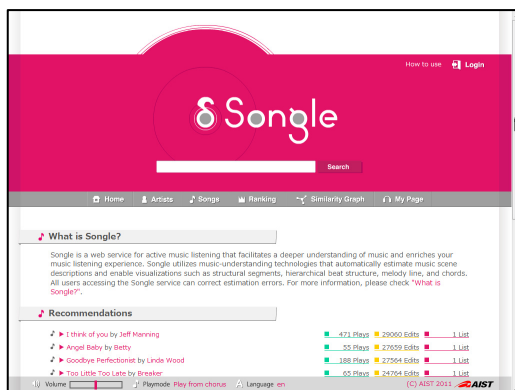 How to use Login
Songle
Search
Home Artists Songs Ranking Similarity Graph My Page
What is Songle?
Songle is a web service for active music listening that facilitates a deeper understanding of music and enriches your
music listening experience. Songle utilizes music-understanding technologies that automatically estimate music scene
descriptions and enable visualizations such as structural segments, hierarchical beat structure, melody line, and chords.
All users accessing the Songle service can correct estimation errors. For more information, please check "What is
Songle?".
Recommendations
I think of you by Jeff Manning 471 Plays 29060 Edits 1 List
Angel Baby by Betty 55 Plays 27659 Edits 1 List
Goodbye Perfectionist by Linda Wood 188 Plays 27564 Edits 1 List
Too Little Too Late by Breaker 65 Plays 24764 Edits 1 List
Volume Playmode Play from chorus Language en (C) AIST 2011 AIST